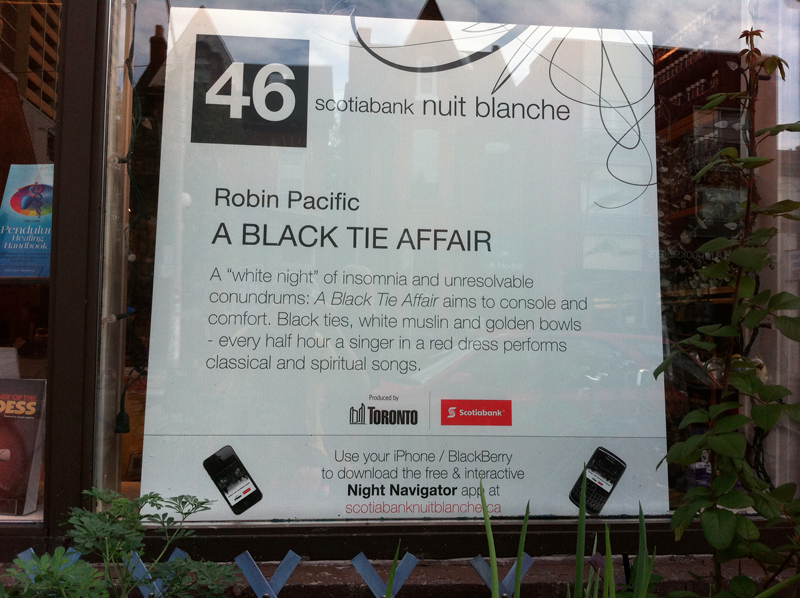 46
scotiabank nuit blanche
Robin Pacific
A BLACK TIE AFFAIR
A “white night” of insomnia and unresolvable
conundrums: A Black Tie Affair aims to console and
comfort. Black ties, white muslin and golden bowls
- every half hour a singer in a red dress performs
classical and spiritual songs.
Produced by
TORONTO
Scotiabank
Use your iPhone / BlackBerry
to download the free & interactive
Night Navigator app at
scotiabanknuitblanche.ca
Pendulum
Healing
Handbook